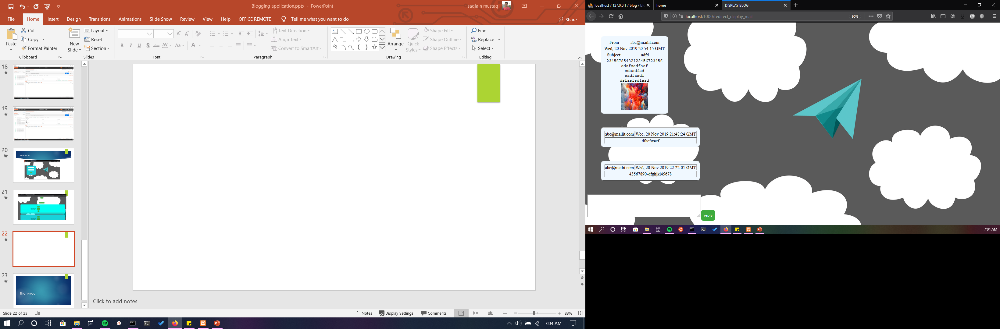 Blogging application.pptx - PowerPoint
saqlain mustaq
File Home Insert Design Transitions Animations Slide Show Review View Help OFFICE REMOTE Tell me what you want to do Share
Paste
Cut
Copy
Format Painter
Clipboard
New Slide
Layout
Reset
Section
Slides
Font
Text Direction
Align Text
Convert to SmartArt
Paragraph
Arrange
Quick Styles
Shape Fill
Shape Outline
Shape Effects
Drawing
Find
Replace
Select
Editing
18
19
20
Interface
21
22
23
Thankyou
Click to add notes
Slide 22 of 23
Notes Display Settings Comments 83%
7:04 AM
localhost / 127.0.0.1 / blog / bl
home
DISPLAY BLOG
localhost:1000/redirect_display_mail
90%
From abc@mailit.com
Wed, 20 Nov 2019 20:54:15 GMT
Subject: adfd
23456785432123456723456
sdsfsadfasf
sdasdfad
sadfasdf
dsfasfsdfasd
abc@mailit.com Wed, 20 Nov 2019 21:48:24 GMT
dfaefwaef
abc@mailit.com Wed, 20 Nov 2019 22:22:01 GMT
43567890-dfghjkl45678
reply
7:04 AM